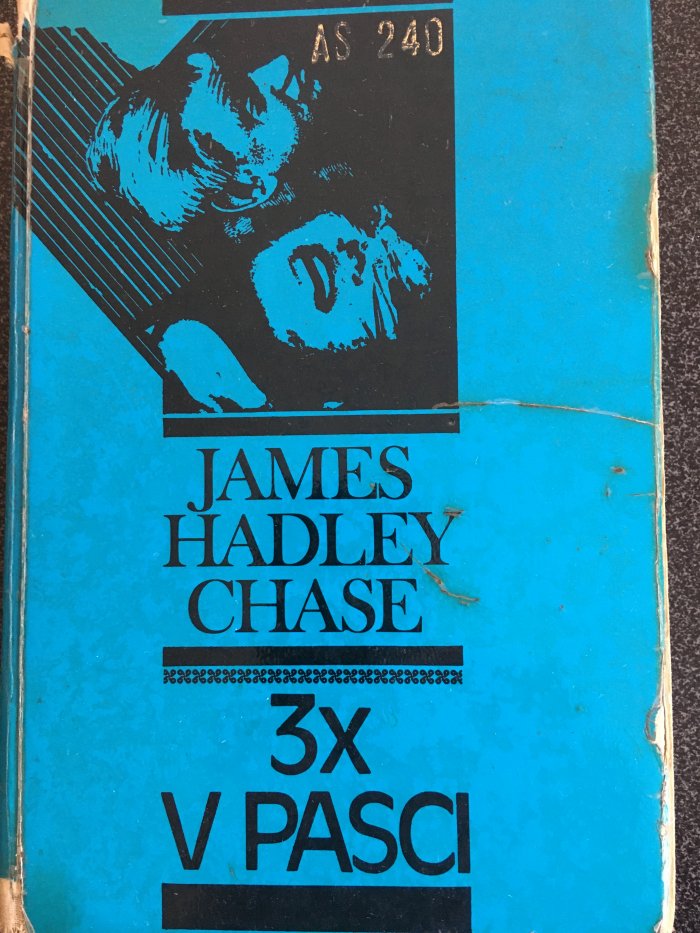 AS 240
JAMES
HADLEY
CHASE
3x
V PASCI